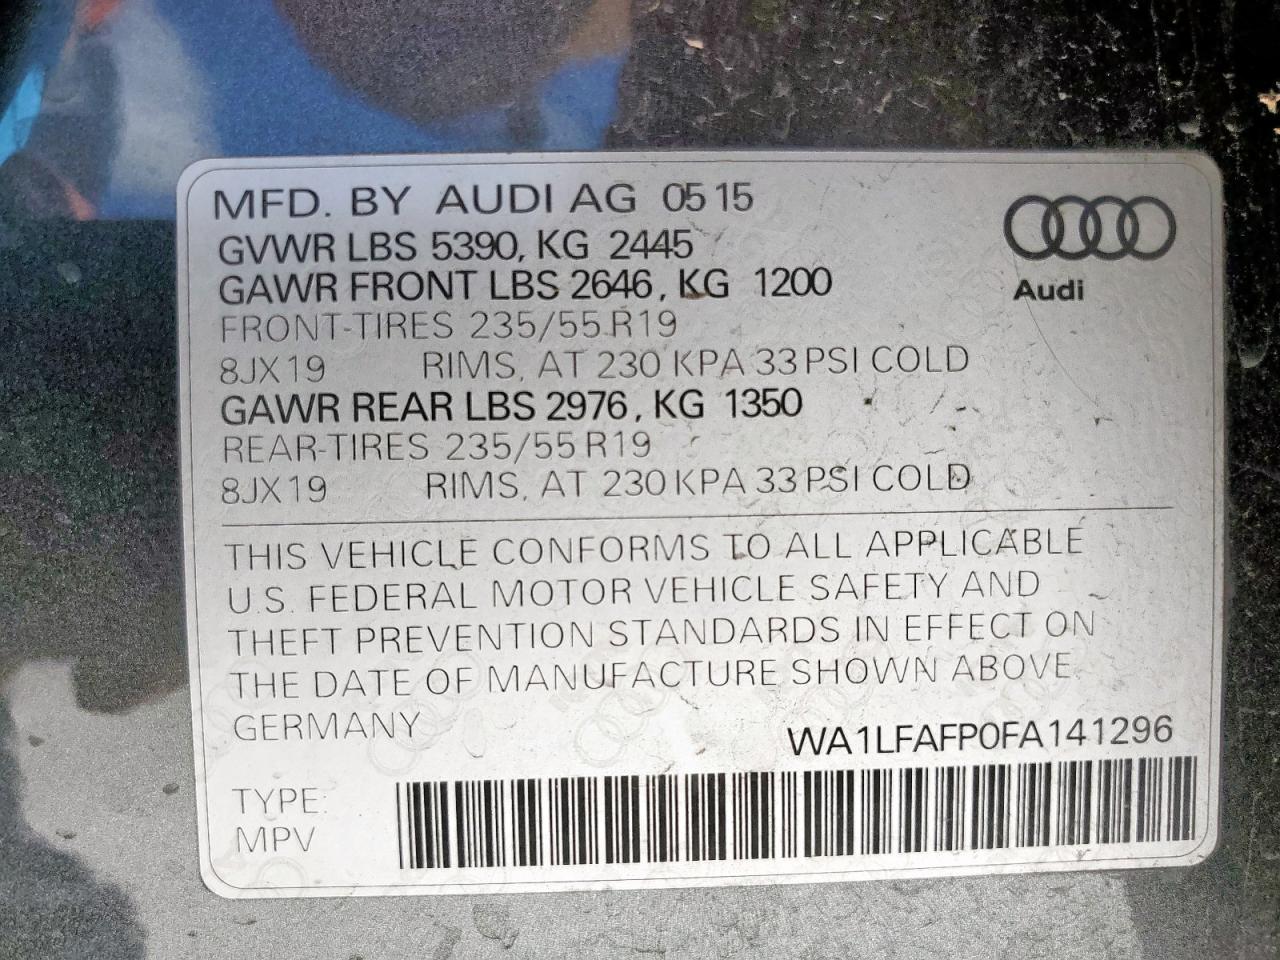 MFD. BY AUDI AG 05 15
GVWR LBS 5390, KG 2445
GAWR FRONT LBS 2646, KG 1200
Audi
FRONT-TIRES 235/55 R19
8JX19 RIMS, AT 230 KPA 33 PSI COLD
GAWR REAR LBS 2976, KG 1350
REAR-TIRES 235/55 R19
8JX19 RIMS, AT 230 KPA 33 PSI COLD
THIS VEHICLE CONFORMS TO ALL APPLICABLE
U.S. FEDERAL MOTOR VEHICLE SAFETY AND
THEFT PREVENTION STANDARDS IN EFFECT ON
THE DATE OF MANUFACTURE SHOWN ABOVE.
GERMANY
WA1LFAFP0FA141296
TYPE:
MPV